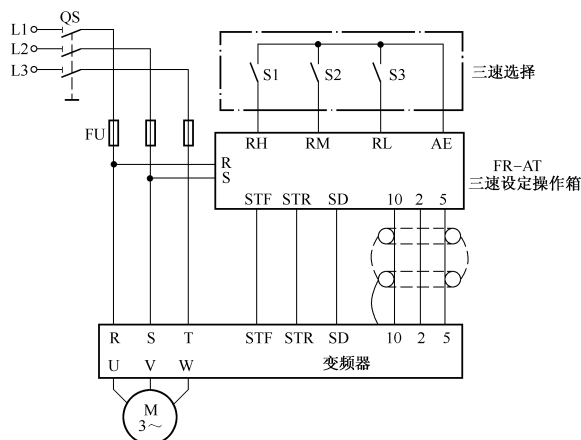 QS
L1
L2
L3
S1 S2 S3
三速选择
FU
RH RM RL AE
R
S
FR-AT
三速设定操作箱
STF STR SD 10 2 5
R S T STF STR SD 10 2 5
U V W 变频器
M
3～